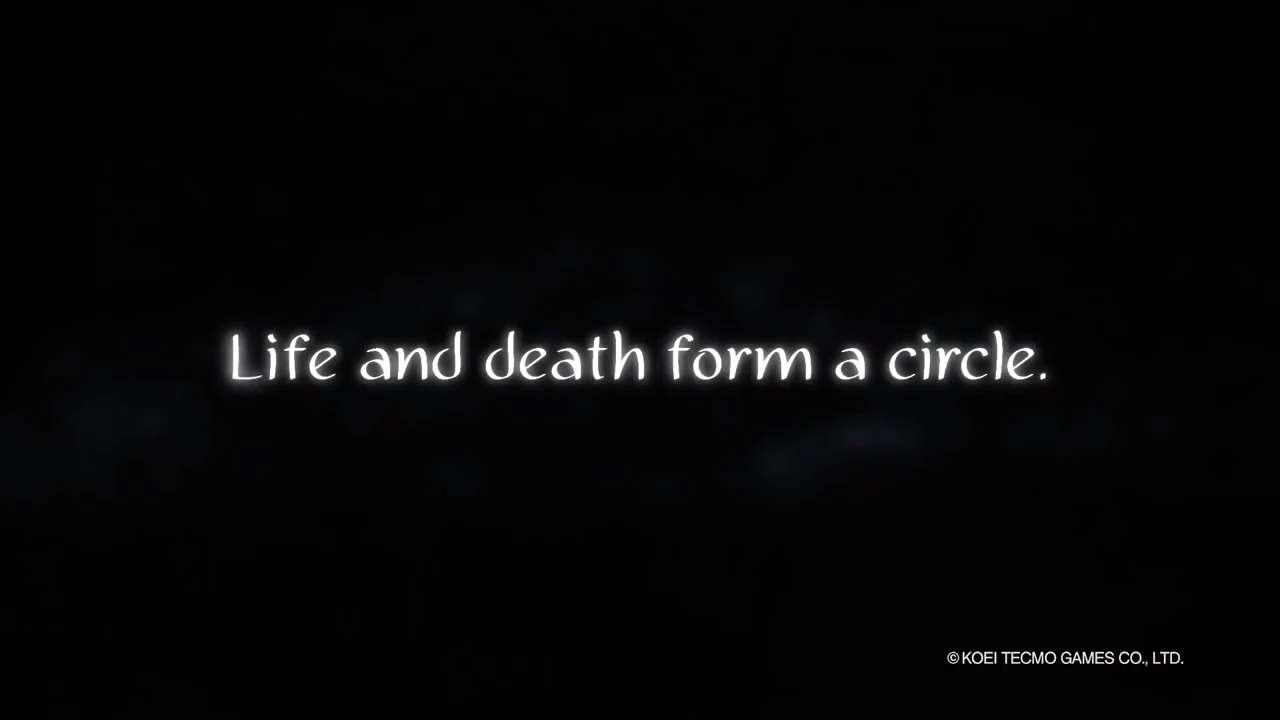 Life and death form a circle.
© KOEI TECMO GAMES CO., LTD.